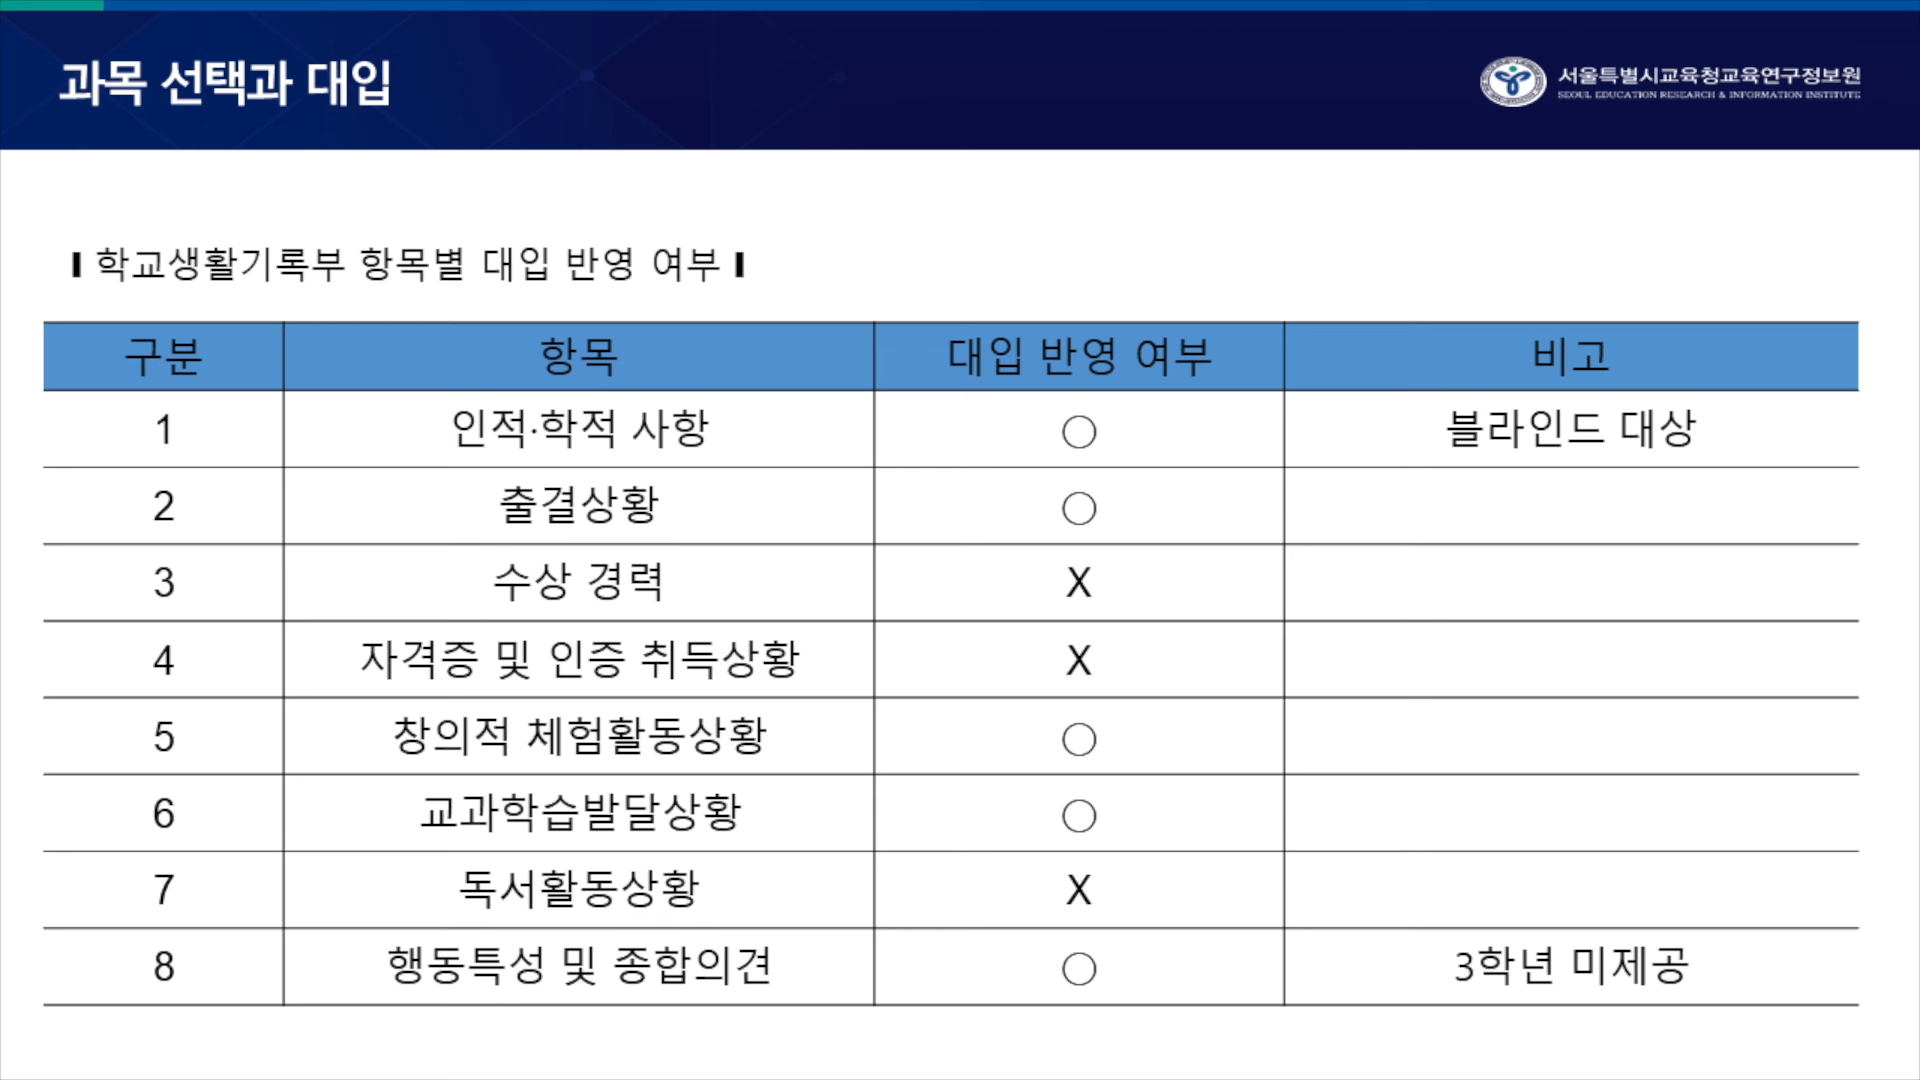 과목 선택과 대입
서울특별시교육청교육연구정보원
SEOUL EDUCATION RESEARCH & INFORMATION INSTITUTE
▎학교생활기록부 항목별 대입 반영 여부▎
구분 항목 대입 반영 여부 비고
1 인적·학적 사항 ○ 블라인드 대상
2 출결상황 ○
3 수상 경력 X
4 자격증 및 인증 취득상황 X
5 창의적 체험활동상황 ○
6 교과학습발달상황 ○
7 독서활동상황 X
8 행동특성 및 종합의견 ○ 3학년 미제공